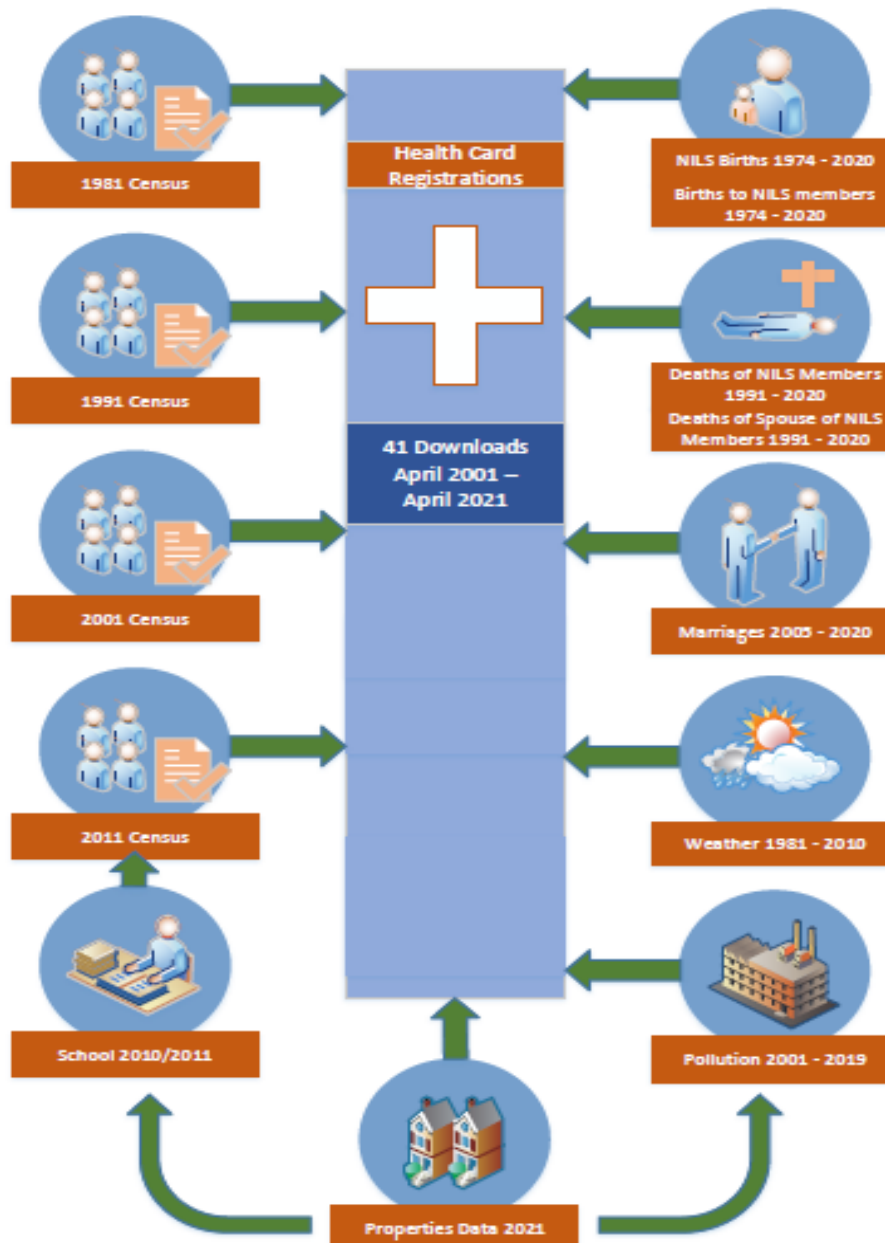 1981 Census
1991 Census
2001 Census
2011 Census
School 2010/2011
Health Card
Registrations
41 Downloads
April 2001 –
April 2021
Properties Data 2021
NILS Births 1974 - 2020
Births to NILS members
1974 - 2020
Deaths of NILS Members
1991 - 2020
Deaths of Spouse of NILS
Members 1991 - 2020
Marriages 2005 - 2020
Weather 1981 - 2010
Pollution 2001 - 2019